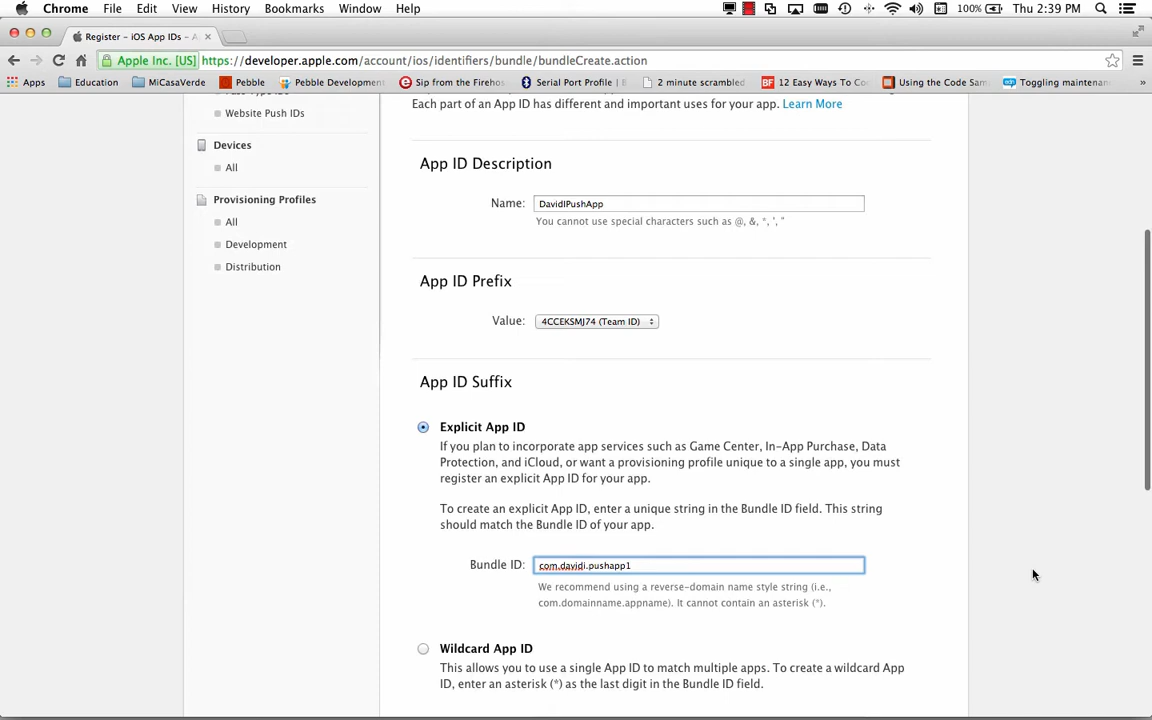 Chrome File Edit View History Bookmarks Window Help 100% Thu 2:39 PM
Register - iOS App IDs - A
Apple Inc. [US] https://developer.apple.com/account/ios/identifiers/bundle/bundleCreate.action
Apps Education MiCasaVerde Pebble Pebble Development Sip from the Firehos Serial Port Profile | B 2 minute scrambled 12 Easy Ways To Co Using the Code Sam Toggling maintenan »
Each part of an App ID has different and important uses for your app. Learn More
Website Push IDs
Devices
All
Provisioning Profiles
All
Development
Distribution
App ID Description
Name: DavidIPushApp
You cannot use special characters such as @, &, *, ', "
App ID Prefix
Value: 4CCEKSMJ74 (Team ID)
App ID Suffix
Explicit App ID
If you plan to incorporate app services such as Game Center, In-App Purchase, Data
Protection, and iCloud, or want a provisioning profile unique to a single app, you must
register an explicit App ID for your app.
To create an explicit App ID, enter a unique string in the Bundle ID field. This string
should match the Bundle ID of your app.
Bundle ID: com.davidi.pushapp1
We recommend using a reverse-domain name style string (i.e.,
com.domainname.appname). It cannot contain an asterisk (*).
Wildcard App ID
This allows you to use a single App ID to match multiple apps. To create a wildcard App
ID, enter an asterisk (*) as the last digit in the Bundle ID field.